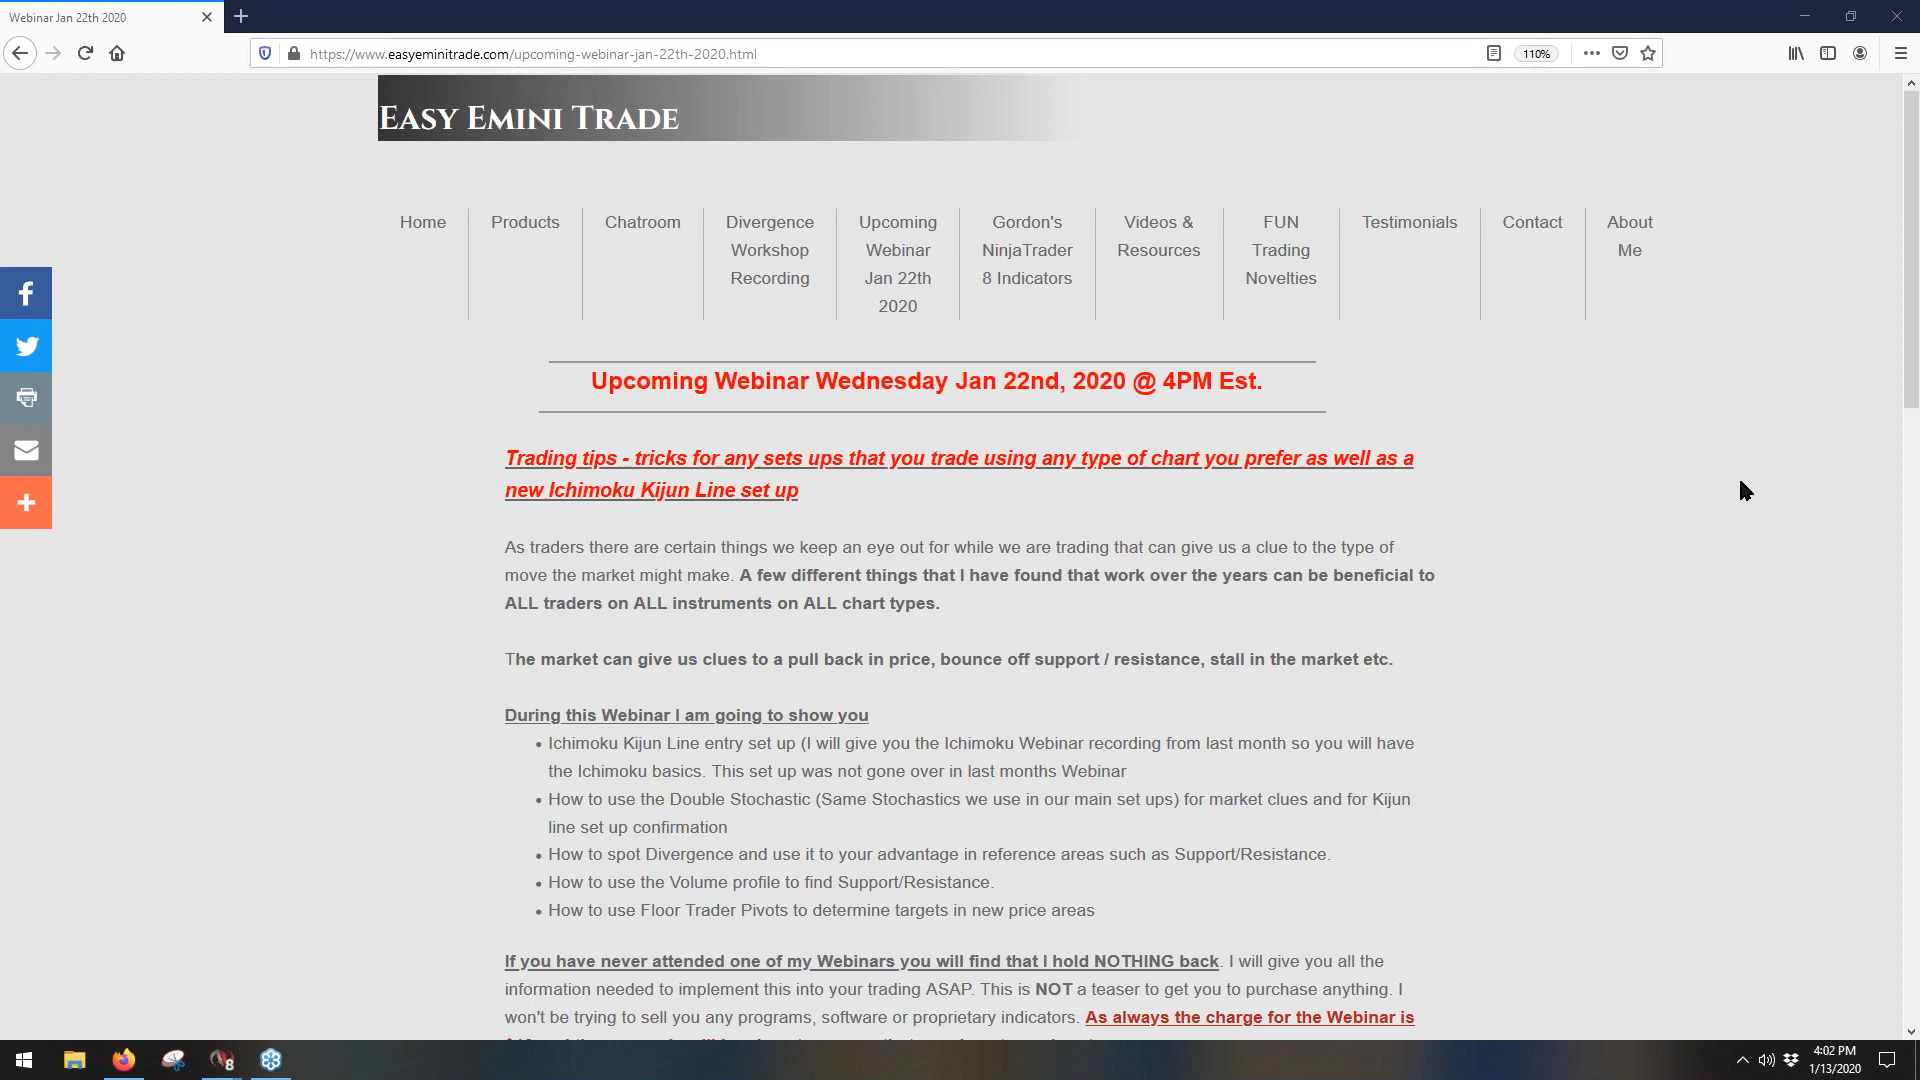 Webinar Jan 22th 2020
https://www.easyeminitrade.com/upcoming-webinar-jan-22th-2020.html
110%
Easy Emini Trade
Home
Products
Chatroom
Divergence
Workshop
Recording
Upcoming
Webinar
Jan 22th
2020
Gordon's
NinjaTrader
8 Indicators
Videos &
Resources
FUN
Trading
Novelties
Testimonials
Contact
About
Me
Upcoming Webinar Wednesday Jan 22nd, 2020 @ 4PM Est.
Trading tips - tricks for any sets ups that you trade using any type of chart you prefer as well as a
new Ichimoku Kijun Line set up
As traders there are certain things we keep an eye out for while we are trading that can give us a clue to the type of
move the market might make. A few different things that I have found that work over the years can be beneficial to
ALL traders on ALL instruments on ALL chart types.
The market can give us clues to a pull back in price, bounce off support / resistance, stall in the market etc.
During this Webinar I am going to show you
• Ichimoku Kijun Line entry set up (I will give you the Ichimoku Webinar recording from last month so you will have
the Ichimoku basics. This set up was not gone over in last months Webinar
• How to use the Double Stochastic (Same Stochastics we use in our main set ups) for market clues and for Kijun
line set up confirmation
• How to spot Divergence and use it to your advantage in reference areas such as Support/Resistance.
• How to use the Volume profile to find Support/Resistance.
• How to use Floor Trader Pivots to determine targets in new price areas
If you have never attended one of my Webinars you will find that I hold NOTHING back. I will give you all the
information needed to implement this into your trading ASAP. This is NOT a teaser to get you to purchase anything. I
won't be trying to sell you any programs, software or proprietary indicators. As always the charge for the Webinar is
8
4:02 PM
1/13/2020